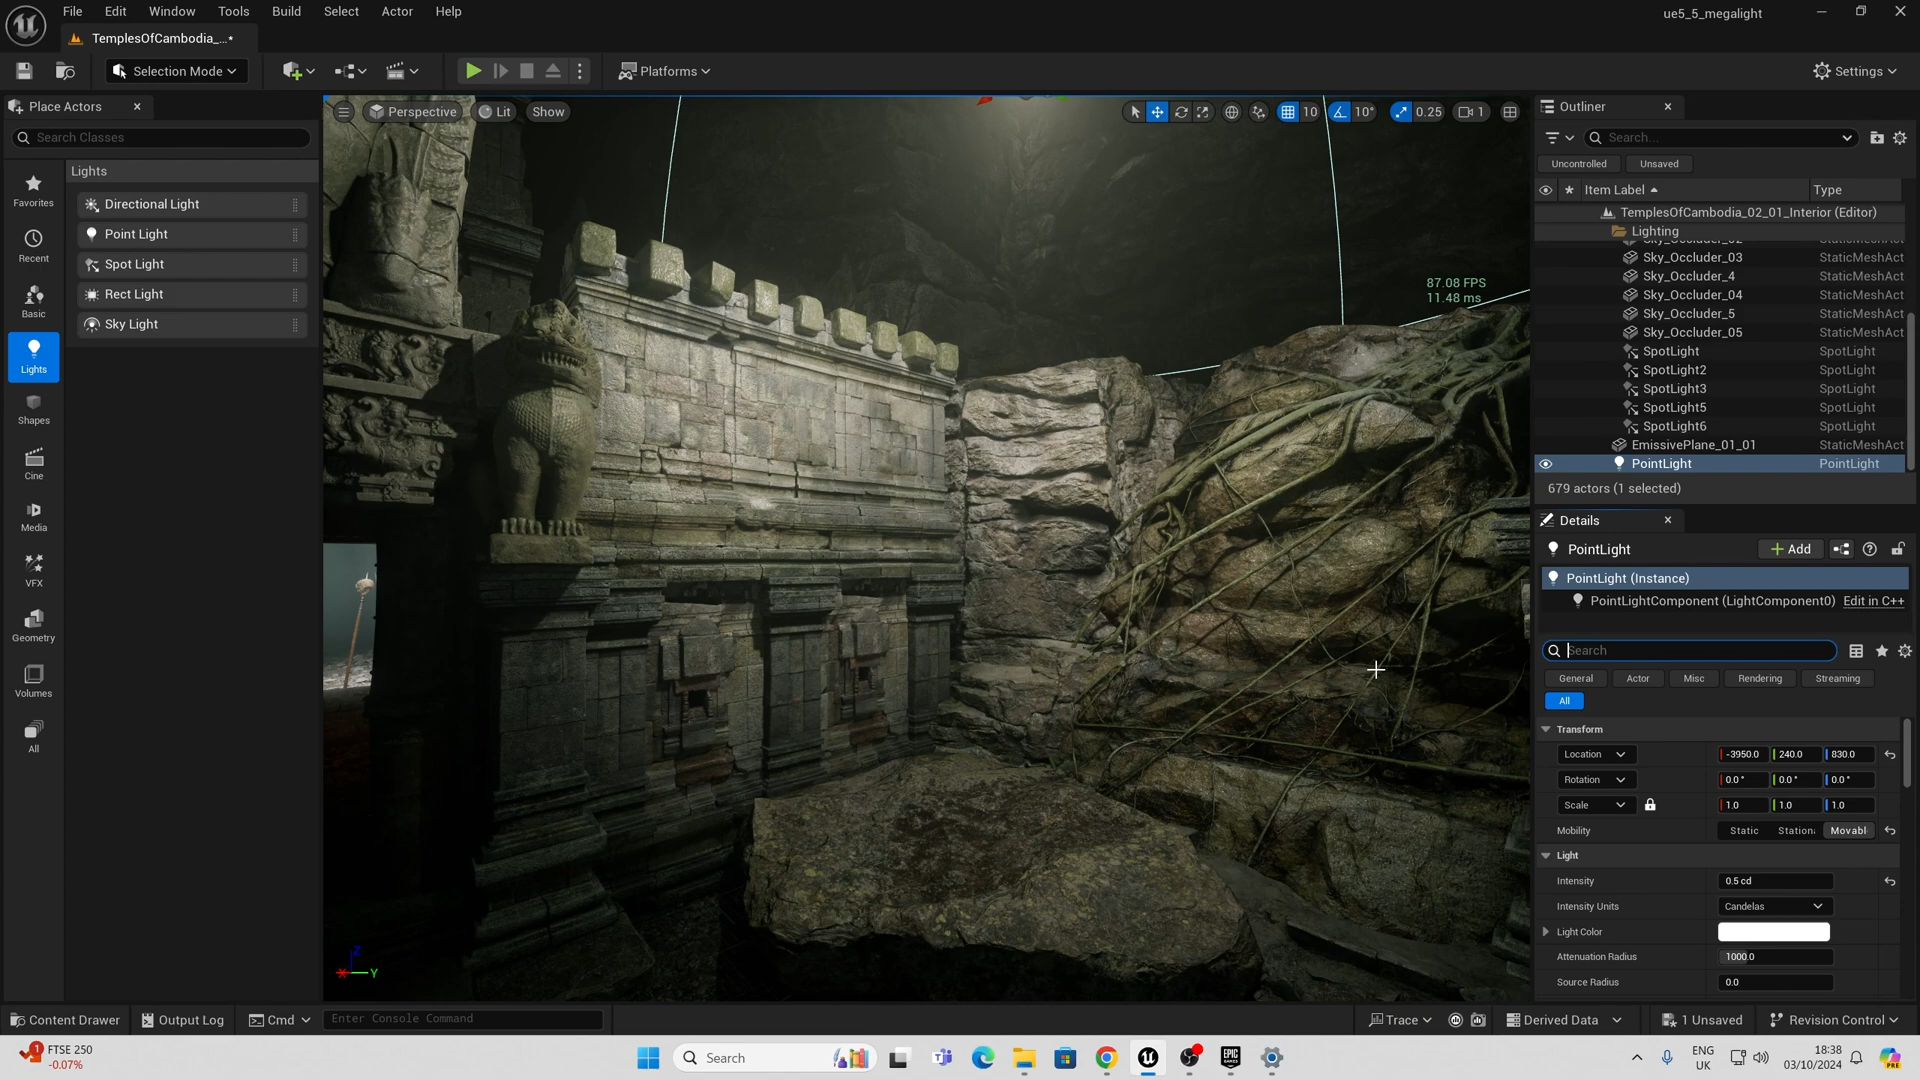 File Edit Window Tools Build Select Actor Help
ue5_5_megalight
TemplesOfCambodia_...*
Selection Mode
Platforms
Settings
Place Actors
Search Classes
Lights
Directional Light
Point Light
Spot Light
Rect Light
Sky Light
Favorites
Recent
Basic
Lights
Shapes
Cine
Media
VFX
Geometry
Volumes
All
Perspective Lit Show
10 10° 0.25 1
87.08 FPS
11.48 ms
Z
X Y
Outliner
Search...
Uncontrolled Unsaved
Item Label Type
TemplesOfCambodia_02_01_Interior (Editor)
Lighting
Sky_Occluder_03 StaticMeshAct
Sky_Occluder_4 StaticMeshAct
Sky_Occluder_04 StaticMeshAct
Sky_Occluder_5 StaticMeshAct
Sky_Occluder_05 StaticMeshAct
SpotLight SpotLight
SpotLight2 SpotLight
SpotLight3 SpotLight
SpotLight5 SpotLight
SpotLight6 SpotLight
EmissivePlane_01_01 StaticMeshAct
PointLight PointLight
679 actors (1 selected)
Details
PointLight Add
PointLight (Instance)
PointLightComponent (LightComponent0) Edit in C++
Search
General Actor Misc Rendering Streaming
All
Transform
Location -3950.0 240.0 830.0
Rotation 0.0 ° 0.0 ° 0.0 °
Scale 1.0 1.0 1.0
Mobility Static Station Movabl
Light
Intensity 0.5 cd
Intensity Units Candelas
Light Color
Attenuation Radius 1000.0
Source Radius 0.0
Content Drawer Output Log Cmd Enter Console Command Trace Derived Data 1 Unsaved Revision Control
1 FTSE 250
-0.07%
Search
EPIC GAMES
ENG
UK
18:38
03/10/2024
PRE